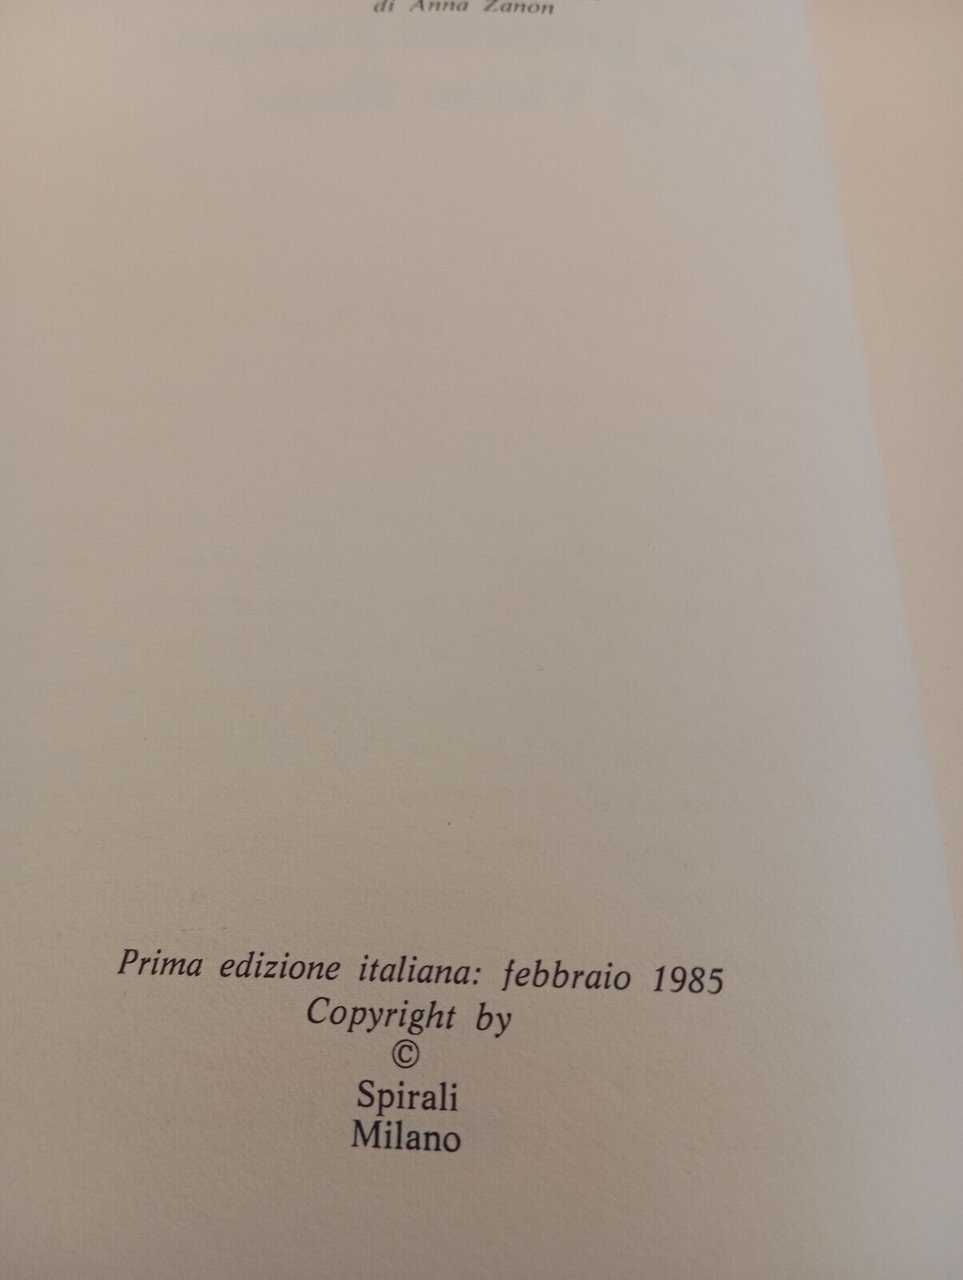 di Anna Zanon
Prima edizione italiana: febbraio 1985
Copyright by
©
Spirali
Milano